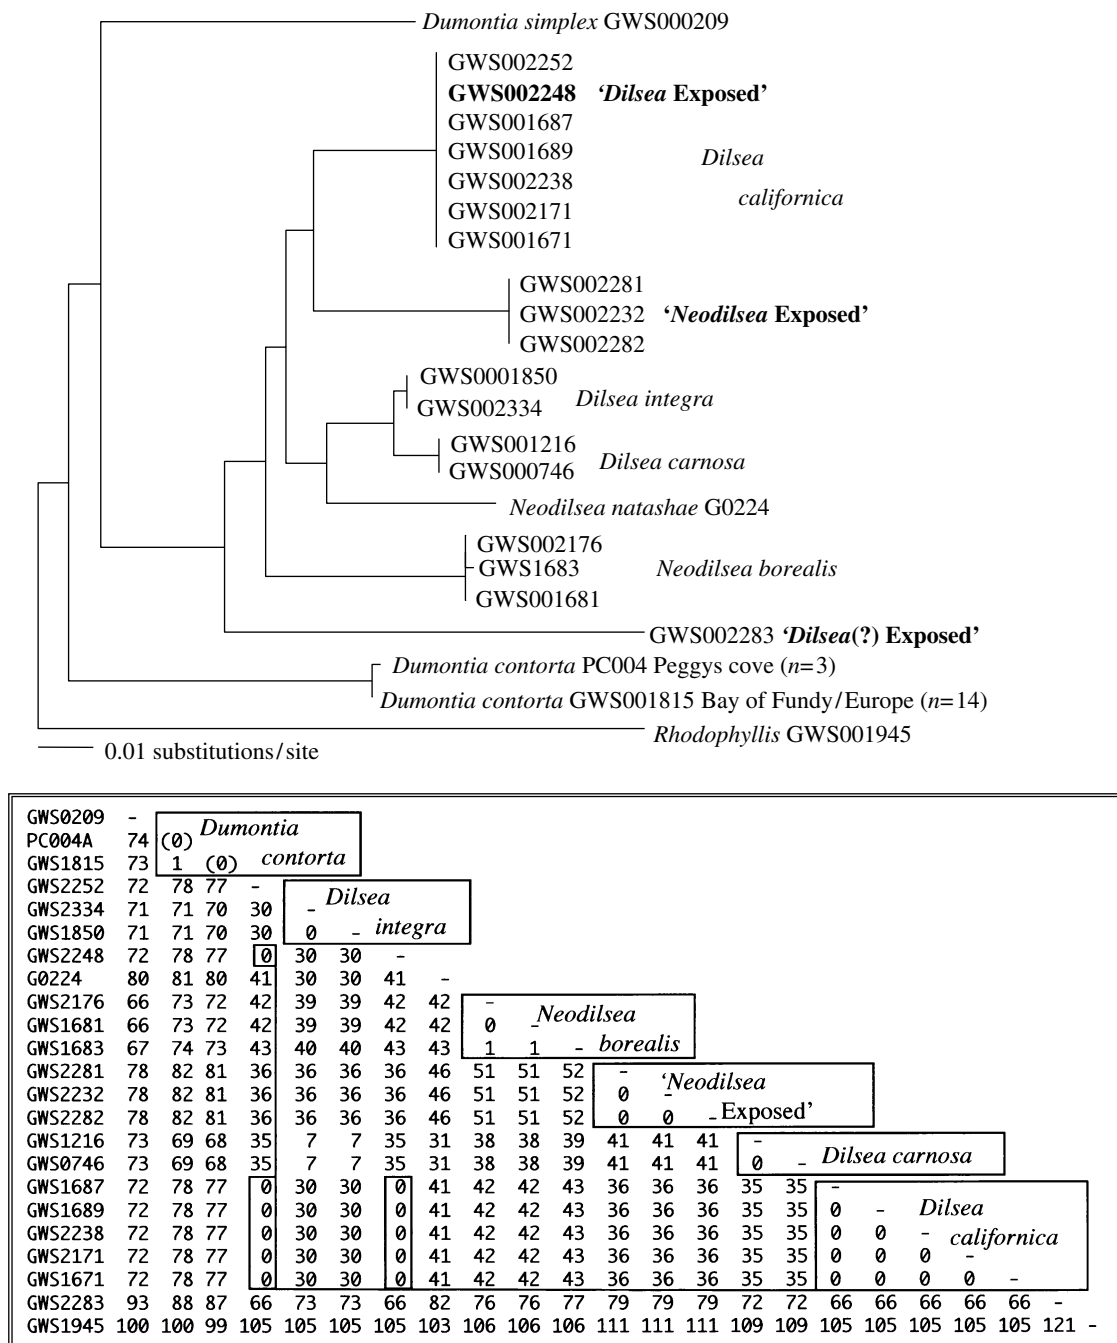 Dumontia simplex GWS000209
GWS002252
GWS002248 ‘Dilsea Exposed’
GWS001687
GWS001689
Dilsea
GWS002238
californica
GWS002171
GWS001671
GWS002281
GWS002232 ‘Neodilsea Exposed’
GWS002282
GWS0001850
GWS002334
Dilsea integra
GWS001216
GWS000746
Dilsea carnosa
Neodilsea natashae G0224
GWS002176
GWS1683
Neodilsea borealis
GWS001681
GWS002283 ‘Dilsea(?) Exposed’
Dumontia contorta PC004 Peggys cove (n=3)
Dumontia contorta GWS001815 Bay of Fundy/Europe (n=14)
Rhodophyllis GWS001945
0.01 substitutions/site
GWS0209 -
PC004A 74 (0) Dumontia
GWS1815 73 1 (0) contorta
GWS2252 72 78 77 -
GWS2334 71 71 70 30 - Dilsea
GWS1850 71 71 70 30 0 - integra
GWS2248 72 78 77 0 30 30 -
G0224 80 81 80 41 30 30 41 -
GWS2176 66 73 72 42 39 39 42 42 - Neodilsea
GWS1681 66 73 72 42 39 39 42 42 0 - borealis
GWS1683 67 74 73 43 40 40 43 43 1 1 -
GWS2281 78 82 81 36 36 36 36 46 51 51 52 - ‘Neodilsea
GWS2232 78 82 81 36 36 36 36 46 51 51 52 0 -
GWS2282 78 82 81 36 36 36 36 46 51 51 52 0 0 - Exposed’
GWS1216 73 69 68 35 7 7 35 31 38 38 39 41 41 41 -
GWS0746 73 69 68 35 7 7 35 31 38 38 39 41 41 41 0 - Dilsea carnosa
GWS1687 72 78 77 0 30 30 0 41 42 42 43 36 36 36 35 35 -
GWS1689 72 78 77 0 30 30 0 41 42 42 43 36 36 36 35 35 0 - Dilsea
GWS2238 72 78 77 0 30 30 0 41 42 42 43 36 36 36 35 35 0 0 - californica
GWS2171 72 78 77 0 30 30 0 41 42 42 43 36 36 36 35 35 0 0 0 -
GWS1671 72 78 77 0 30 30 0 41 42 42 43 36 36 36 35 35 0 0 0 0 -
GWS2283 93 88 87 66 73 73 66 82 76 76 77 79 79 79 72 72 66 66 66 66 66 -
GWS1945 100 100 99 105 105 105 105 103 106 106 106 111 111 111 109 109 105 105 105 105 105 121 -